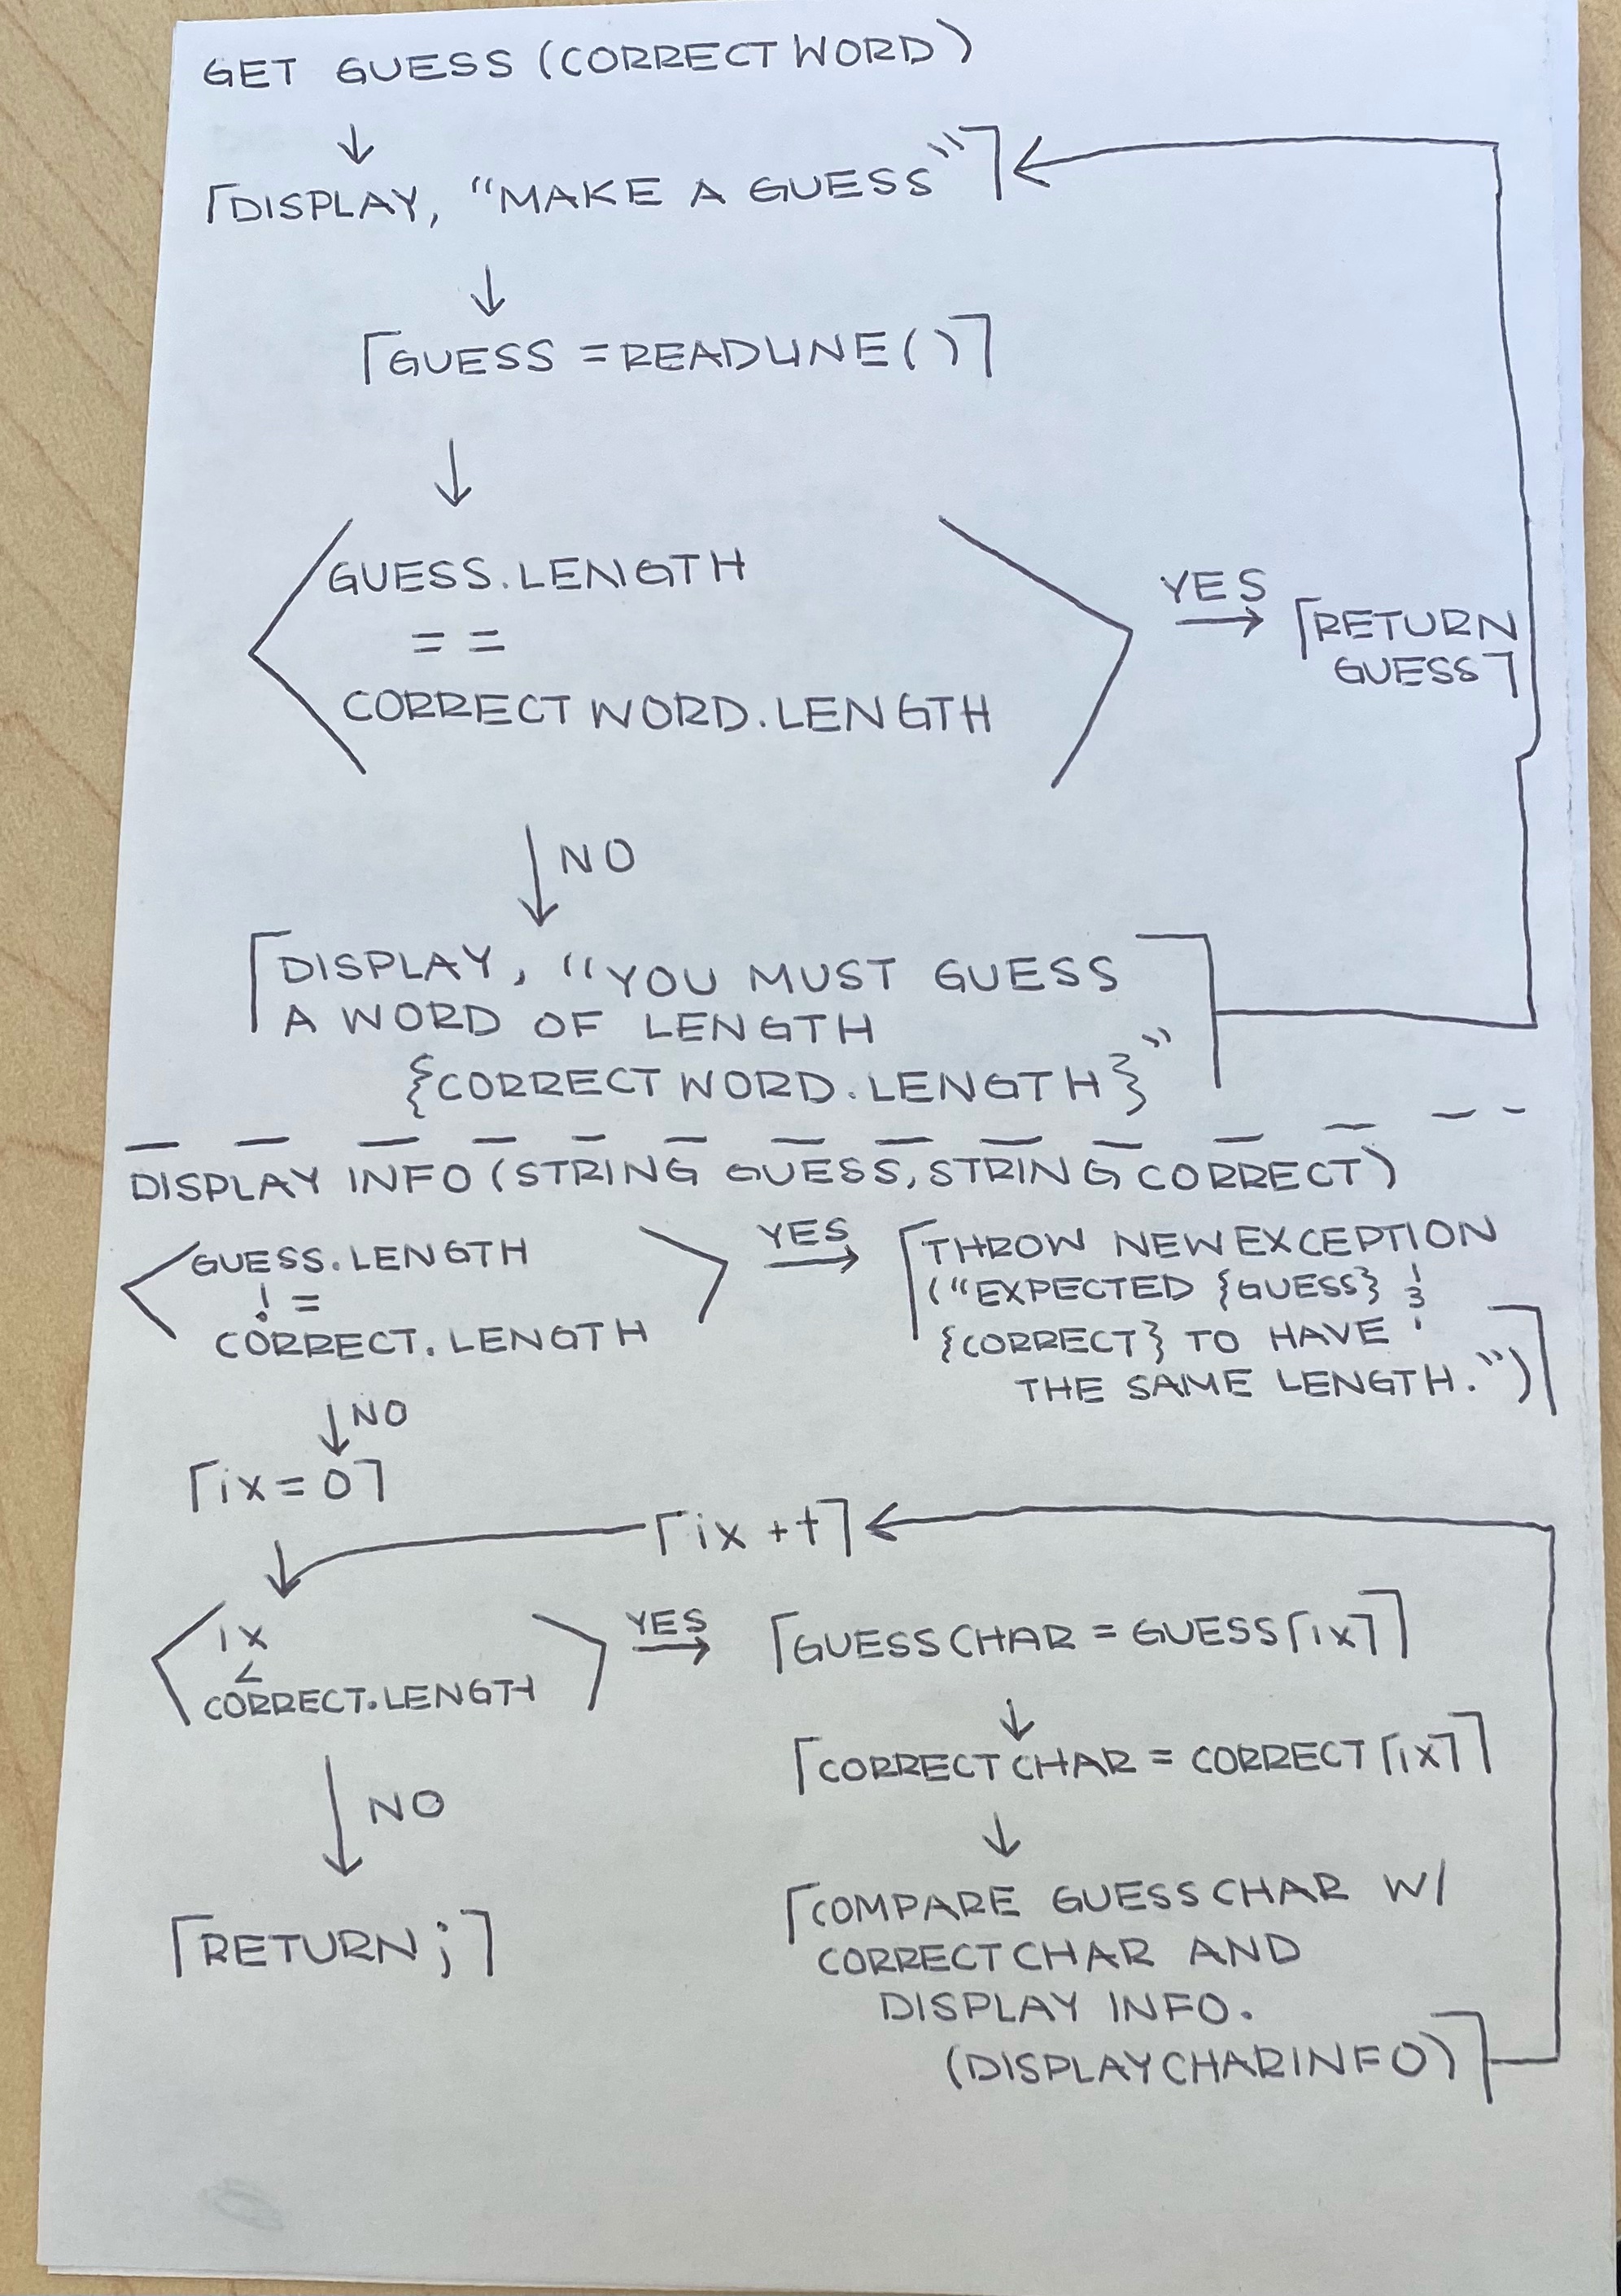 GET GUESS (CORRECT WORD)
DISPLAY, "MAKE A GUESS"
GUESS = READLINE()
GUESS.LENGTH
==
CORRECT WORD.LENGTH
YES
RETURN
GUESS
NO
DISPLAY, "YOU MUST GUESS
A WORD OF LENGTH
{CORRECT WORD.LENGTH}"
DISPLAY INFO (STRING GUESS, STRING CORRECT)
GUESS.LENGTH
!=
CORRECT.LENGTH
YES
THROW NEW EXCEPTION
("EXPECTED {GUESS} &
{CORRECT} TO HAVE
THE SAME LENGTH.")
NO
ix = 0
ix ++
ix
<
CORRECT.LENGTH
YES
GUESS CHAR = GUESS[ix]
CORRECT CHAR = CORRECT[ix]
COMPARE GUESS CHAR W/
CORRECT CHAR AND
DISPLAY INFO.
(DISPLAYCHARINFO)
NO
RETURN;